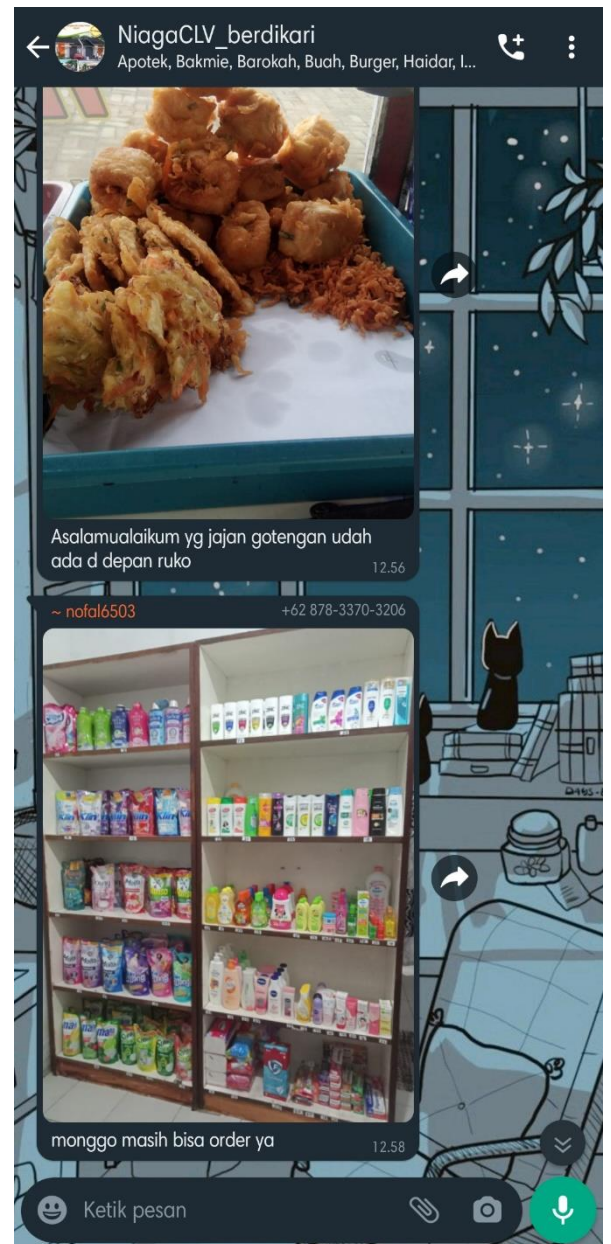 NiagaCLV_berdikari
Apotek, Bakmie, Barokah, Buah, Burger, Haidar, I...
Asalamualaikum yg jajan gotengan udah
ada d depan ruko
12.56
~ nofal6503
+62 878-3370-3206
monggo masih bisa order ya
12.58
Ketik pesan